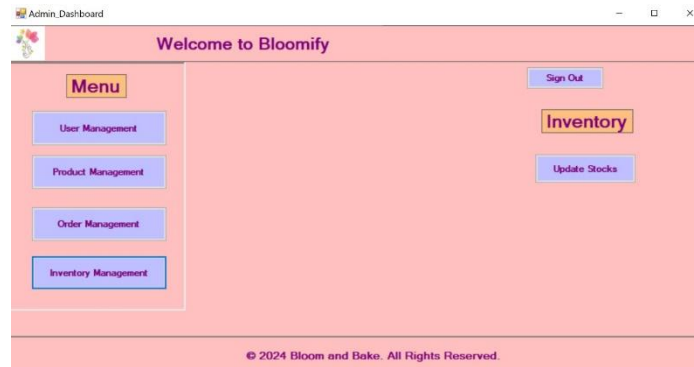 Admin_Dashboard
Welcome to Bloomify
Menu
User Management
Product Management
Order Management
Inventory Management
Sign Out
Inventory
Update Stocks
© 2024 Bloom and Bake. All Rights Reserved.